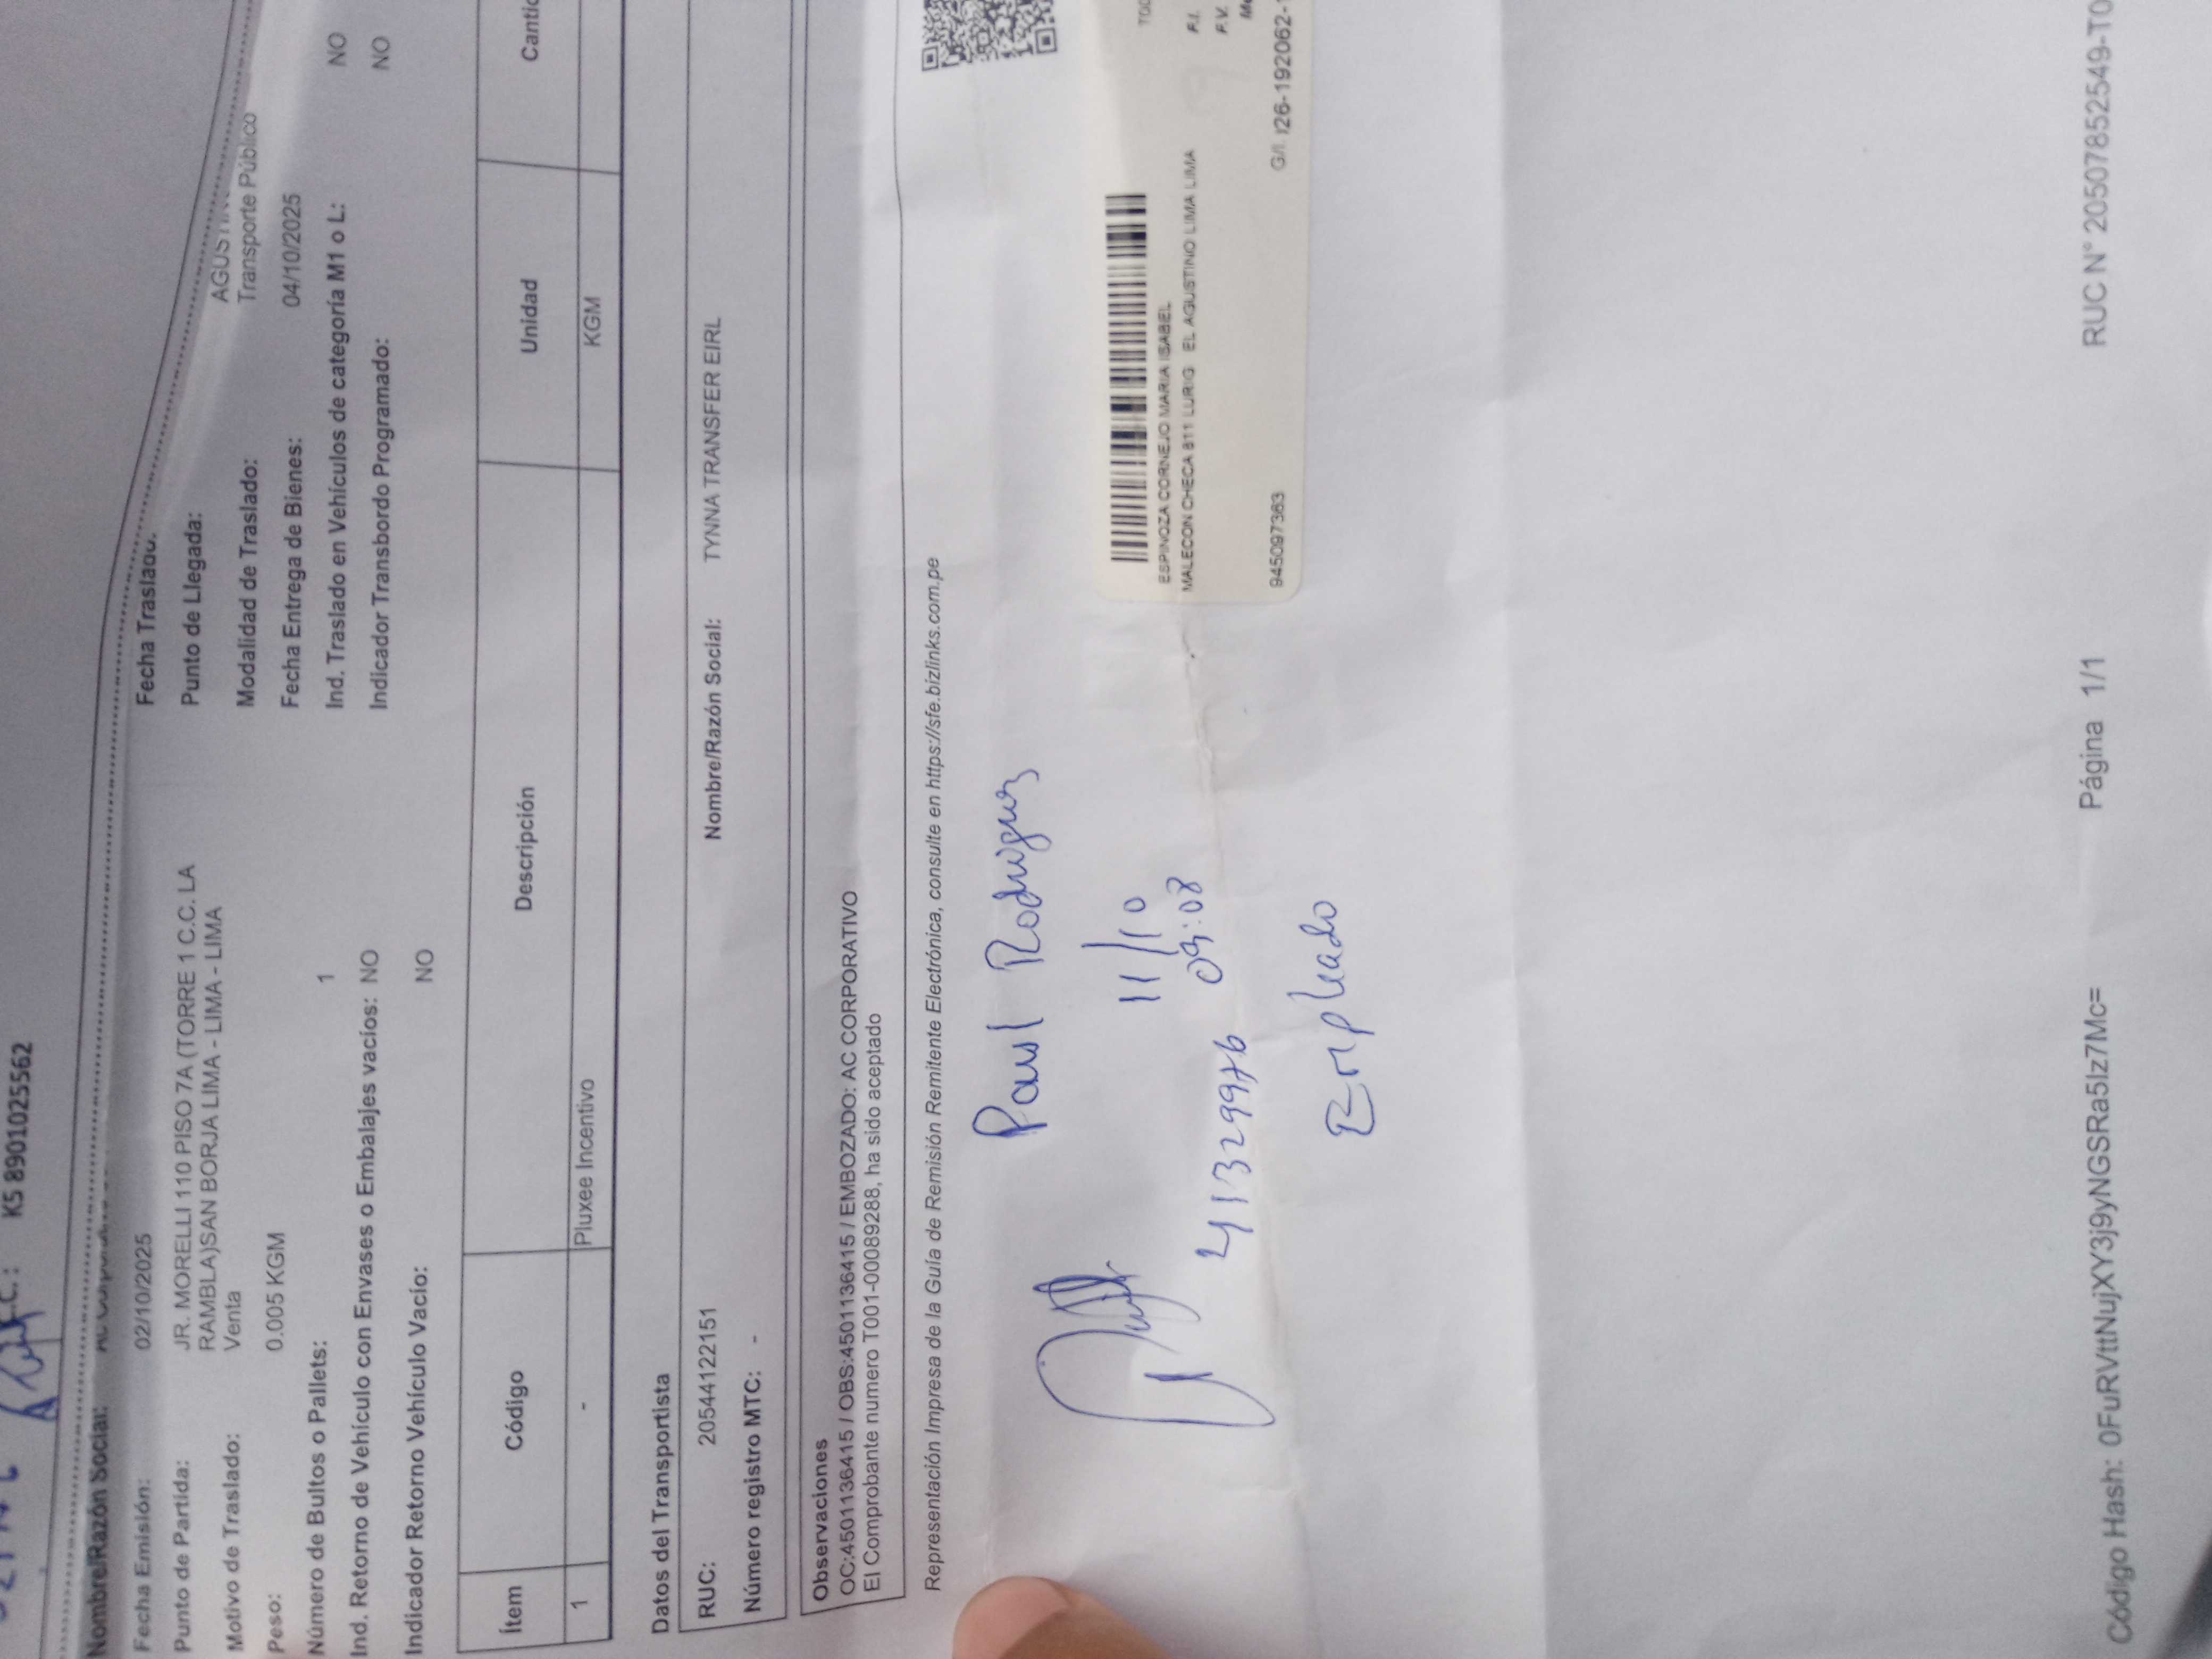 KS 8901025562
Nombre/Razón Social:
Fecha Emisión: 02/10/2025 Fecha Traslado:
Punto de Partida: JR. MORELLI 110 PISO 7A (TORRE 1 C.C. LA RAMBLA)SAN BORJA LIMA - LIMA - LIMA
Punto de Llegada:
Motivo de Traslado: Venta Modalidad de Traslado: Transporte Público
Peso: 0.005 KGM Fecha Entrega de Bienes: 04/10/2025
Número de Bultos o Pallets: 1 Ind. Traslado en Vehículos de categoría M1 o L: NO
Ind. Retorno de Vehículo con Envases o Embalajes vacíos: NO Indicador Transbordo Programado: NO
Indicador Retorno Vehículo Vacío: NO
Ítem Código Descripción Unidad
1 - Pluxee Incentivo KGM
Datos del Transportista
RUC: 20544122151 Nombre/Razón Social: TYNNA TRANSFER EIRL
Número registro MTC: -
Observaciones
OC:4501136415 / OBS:4501136415 / EMBOZADO: AC CORPORATIVO
El Comprobante numero T001-00089288, ha sido aceptado
Representación Impresa de la Guía de Remisión Remitente Electrónica, consulte en https://sfe.bizlinks.com.pe
Paul Rodriguez
11/10
09:08
41329976
Empleado
ESPINOZA CORNEJO MARIA ISABEL
MALECON CHECA 811 LURIG EL AGUSTINO LIMA LIMA
F.I.
F.V.
945097363
Código Hash: 0FuRVttNujXY3j9yNGSRa5Iz7Mc= Página 1/1 RUC N° 20507852549-T0